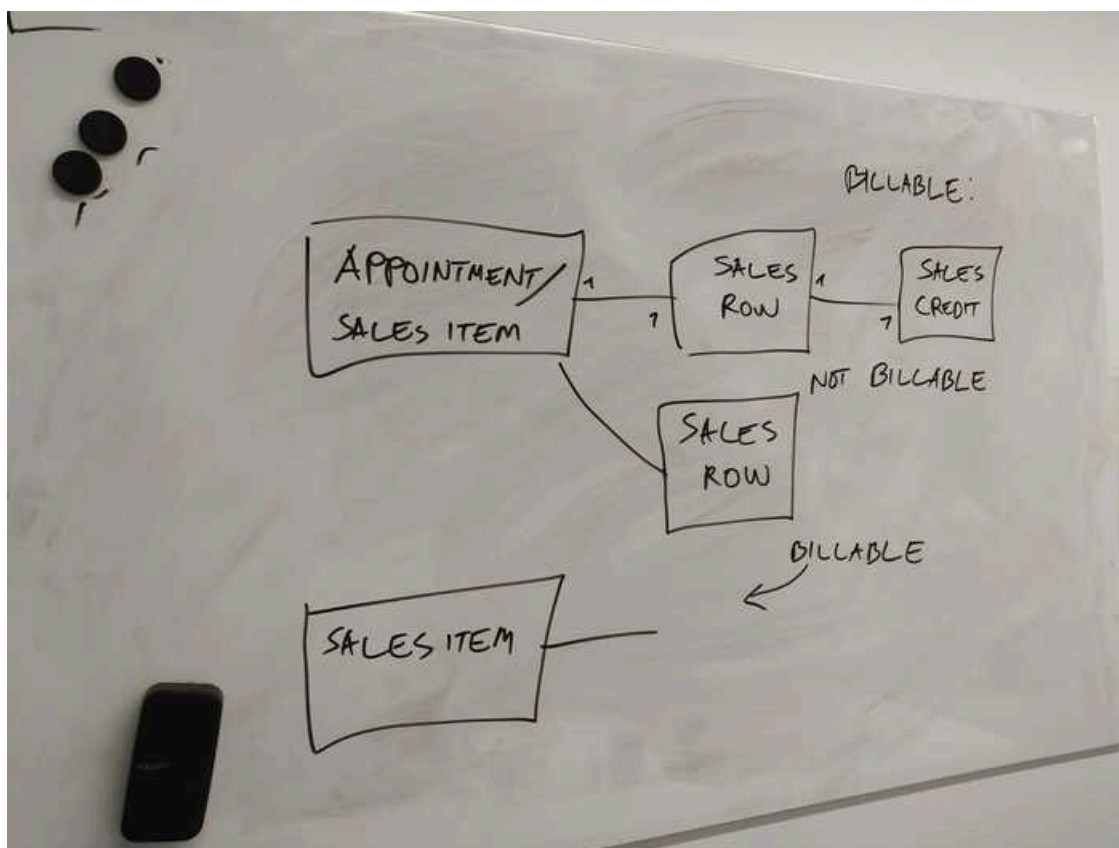 BILLABLE:
APPOINTMENT/
SALES ITEM
1
1
SALES
ROW
1
1
SALES
CREDIT
NOT BILLABLE
SALES
ROW
BILLABLE
SALES ITEM